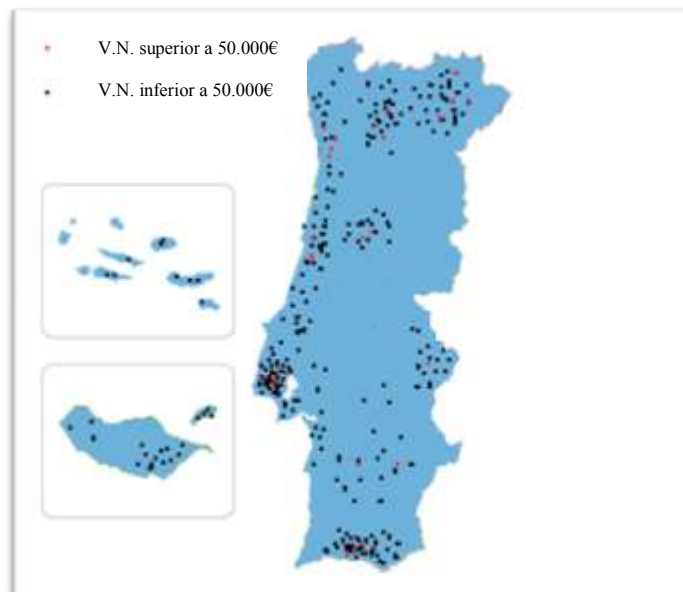 V.N. superior a 50.000€
V.N. inferior a 50.000€